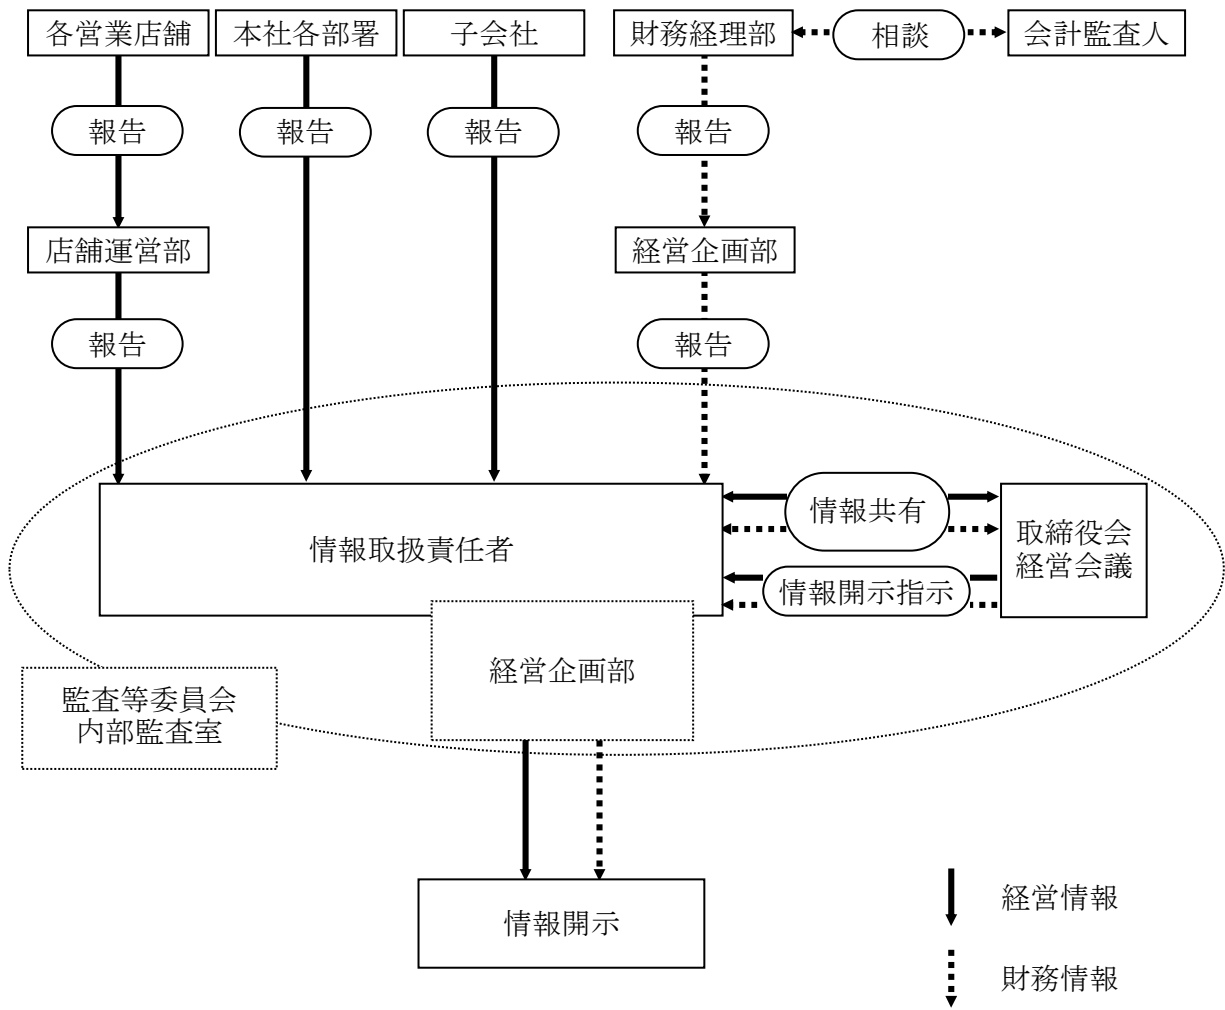 各営業店舗
本社各部署
子会社
財務経理部
相談
会計監査人
報告
報告
報告
報告
店舗運営部
経営企画部
報告
報告
情報共有
情報取扱責任者
取締役会
経営会議
情報開示指示
経営企画部
監査等委員会
内部監査室
経営情報
情報開示
財務情報